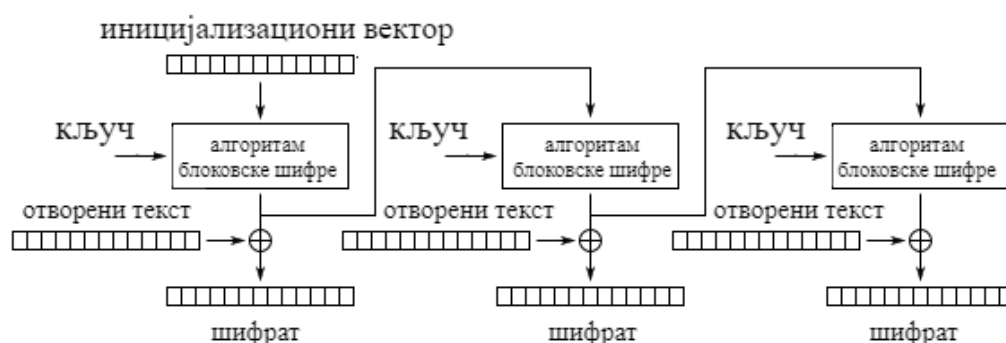 иницијализациони вектор
кључ
алгоритам
блоковске шифре
кључ
алгоритам
блоковске шифре
кључ
алгоритам
блоковске шифре
отворени текст
отворени текст
отворени текст
шифрат
шифрат
шифрат